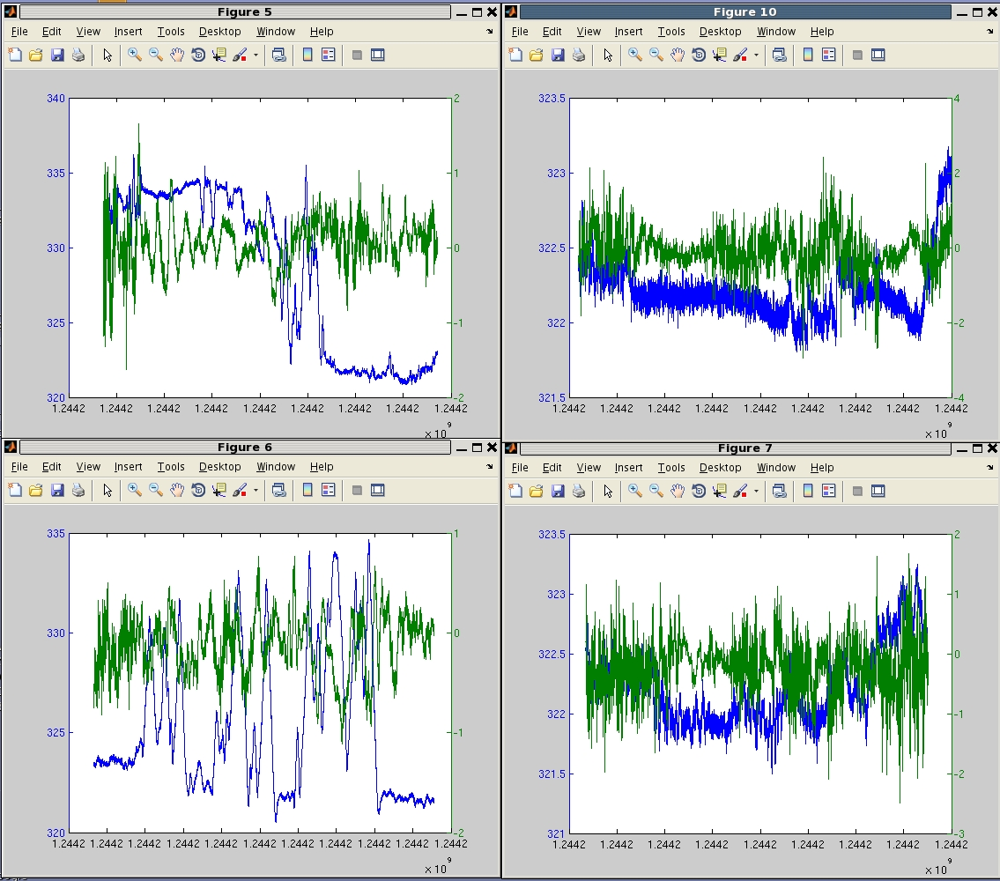 Figure 5
File Edit View Insert Tools Desktop Window Help
340
335
330
325
320
2
1
0
-1
-2
1.2442 1.2442 1.2442 1.2442 1.2442 1.2442 1.2442 1.2442 1.2442
x 10^9
Figure 10
File Edit View Insert Tools Desktop Window Help
323.5
323
322.5
322
321.5
4
2
0
-2
-4
1.2442 1.2442 1.2442 1.2442 1.2442 1.2442 1.2442 1.2442 1.2442
x 10^9
Figure 6
File Edit View Insert Tools Desktop Window Help
335
330
325
320
1
0
-1
-2
1.2442 1.2442 1.2442 1.2442 1.2442 1.2442 1.2442 1.2442 1.2442 1.2442 1.2442
x 10^9
Figure 7
File Edit View Insert Tools Desktop Window Help
323.5
323
322.5
322
321.5
321
2
1
0
-1
-2
-3
1.2442 1.2442 1.2442 1.2442 1.2442 1.2442 1.2442 1.2442 1.2442
x 10^9